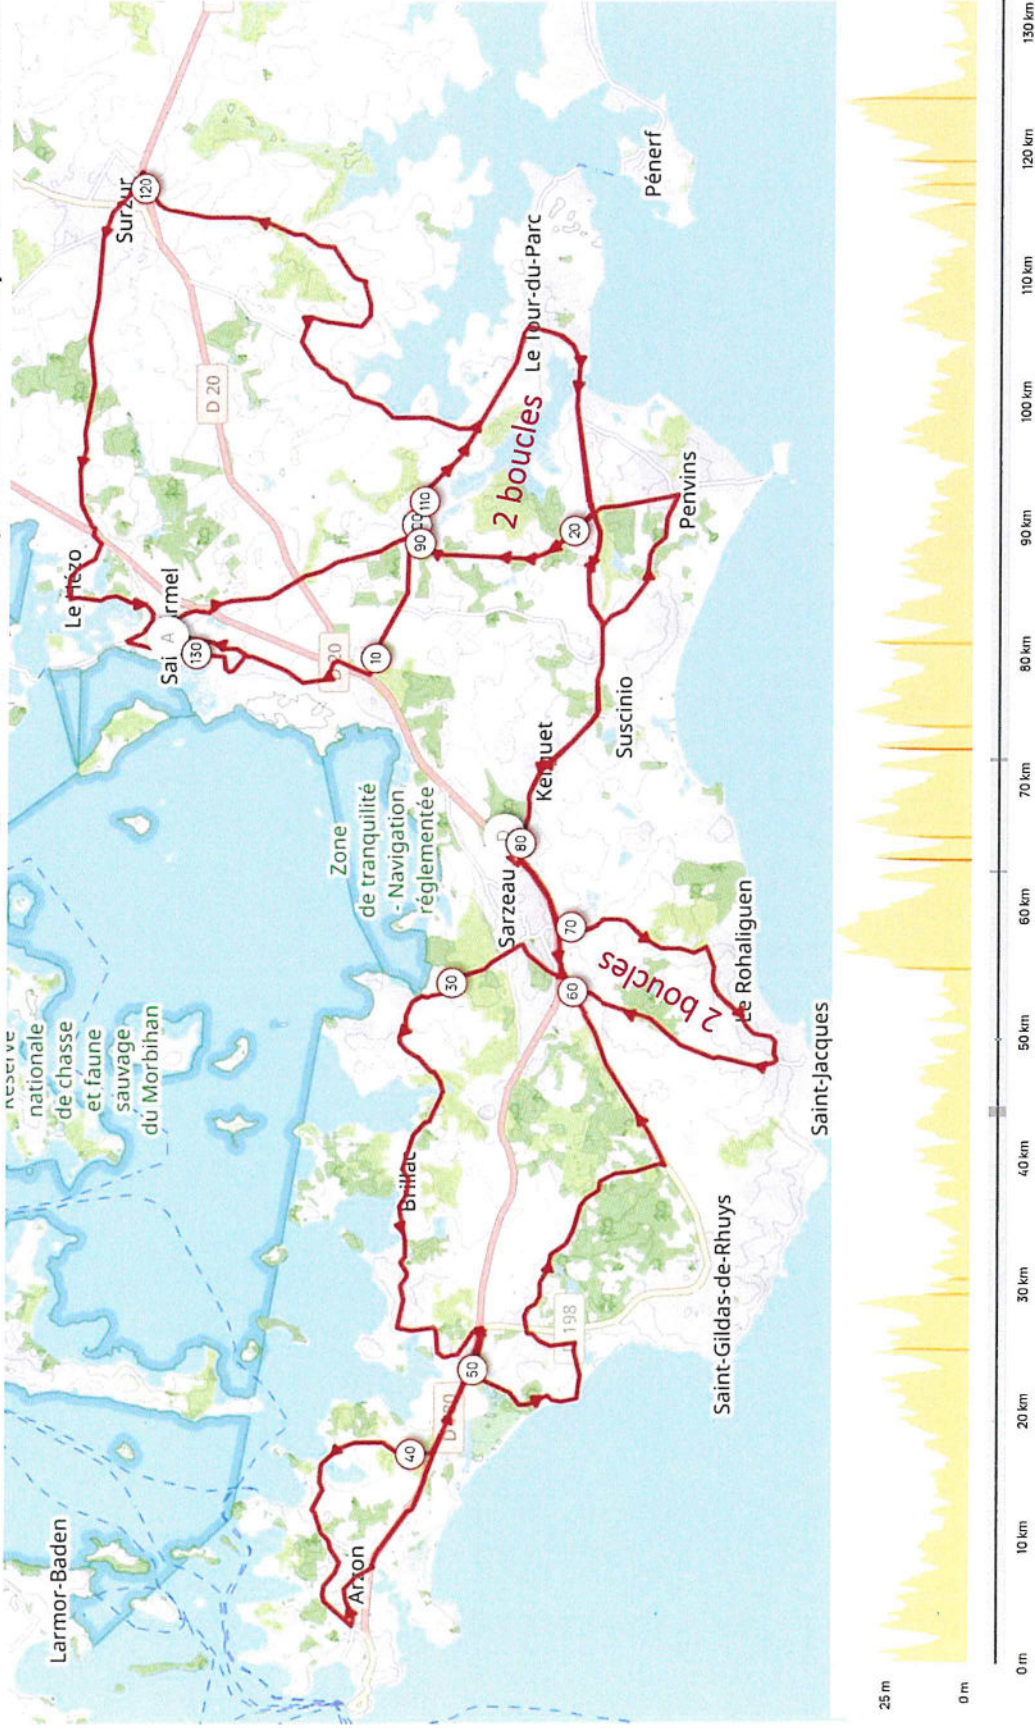 nationale
de chasse
et faune
sauvage
du Morbihan
Larmor-Baden
Le Hézo
Surzur
120
Sai
A
rmel
130
D 20
Zone
de tranquilité
- Navigation
réglementée
20
10
Arzon
Brillac
40
30
90
110
50
Sarzeau
80
D
2 boucles
Le Tour-du-Parc
198
60
70
20
2 boucles
Suscinio
Penvins
Pénerf
Saint-Gildas-de-Rhuys
Le Rohaliguen
Saint-Jacques
25 m
0 m
0 m
10 km
20 km
30 km
40 km
50 km
60 km
70 km
80 km
90 km
100 km
110 km
120 km
130 km